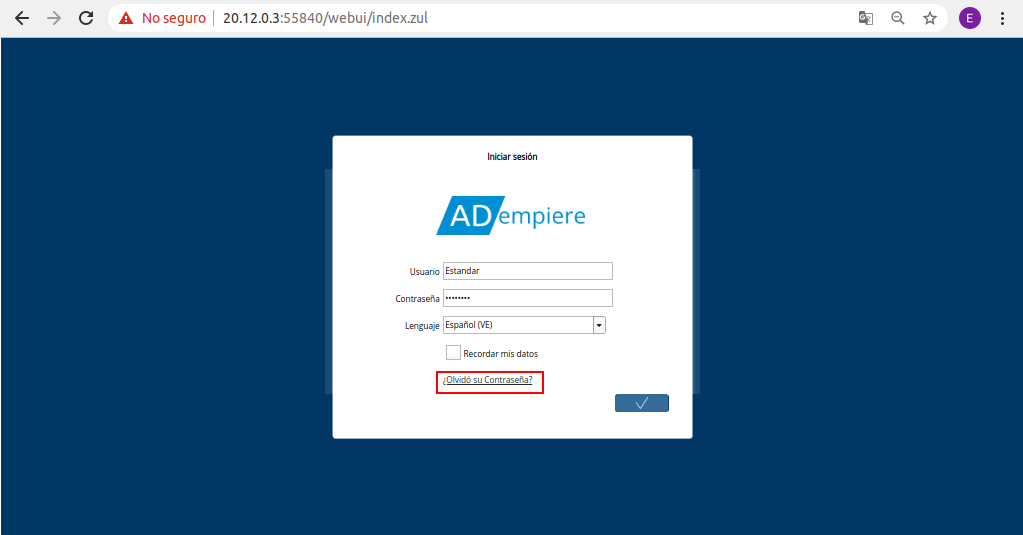 No seguro | 20.12.0.3:55840/webui/index.zul
E
Iniciar sesión
ADempiere
Usuario Estandar
Contraseña ••••••••
Lenguaje Español (VE)
Recordar mis datos
¿Olvidó su Contraseña?